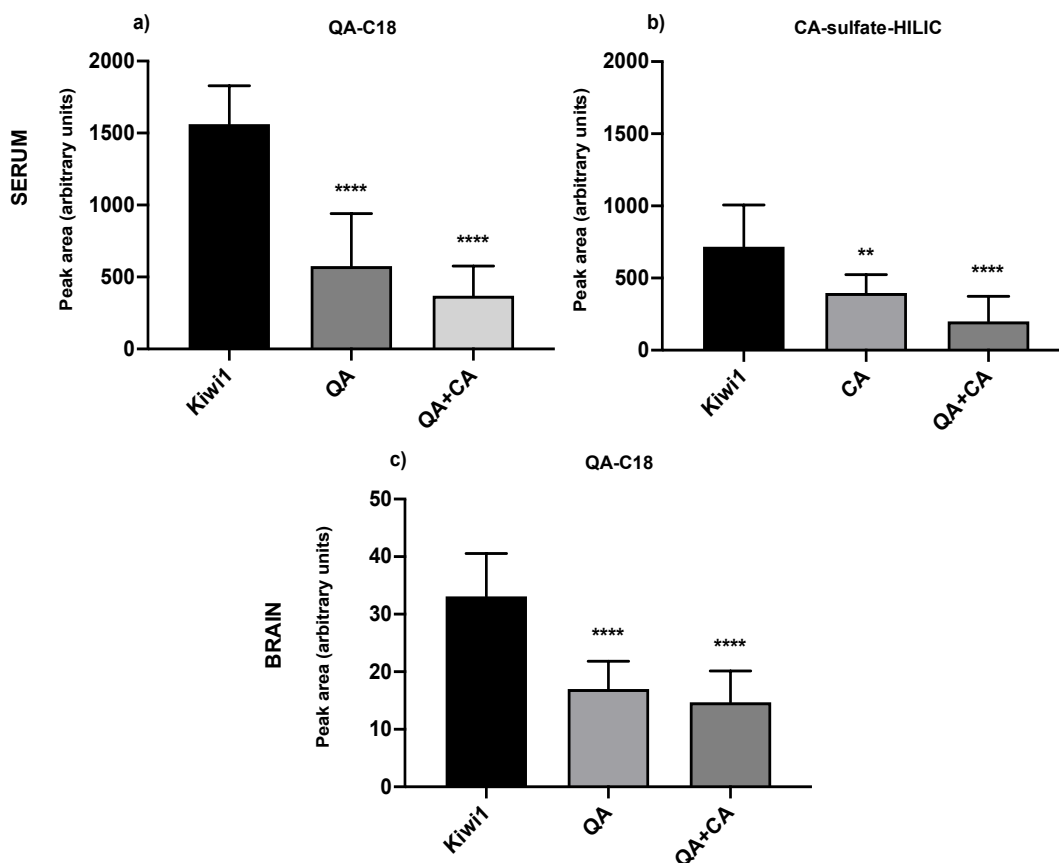 a)
QA-C18
SERUM
Peak area (arbitrary units)
2000
1500
1000
500
0
****
****
Kiwi1
QA
QA+CA
b)
CA-sulfate-HILIC
Peak area (arbitrary units)
2000
1500
1000
500
0
**
****
Kiwi1
CA
QA+CA
c)
QA-C18
BRAIN
Peak area (arbitrary units)
50
40
30
20
10
0
****
****
Kiwi1
QA
QA+CA